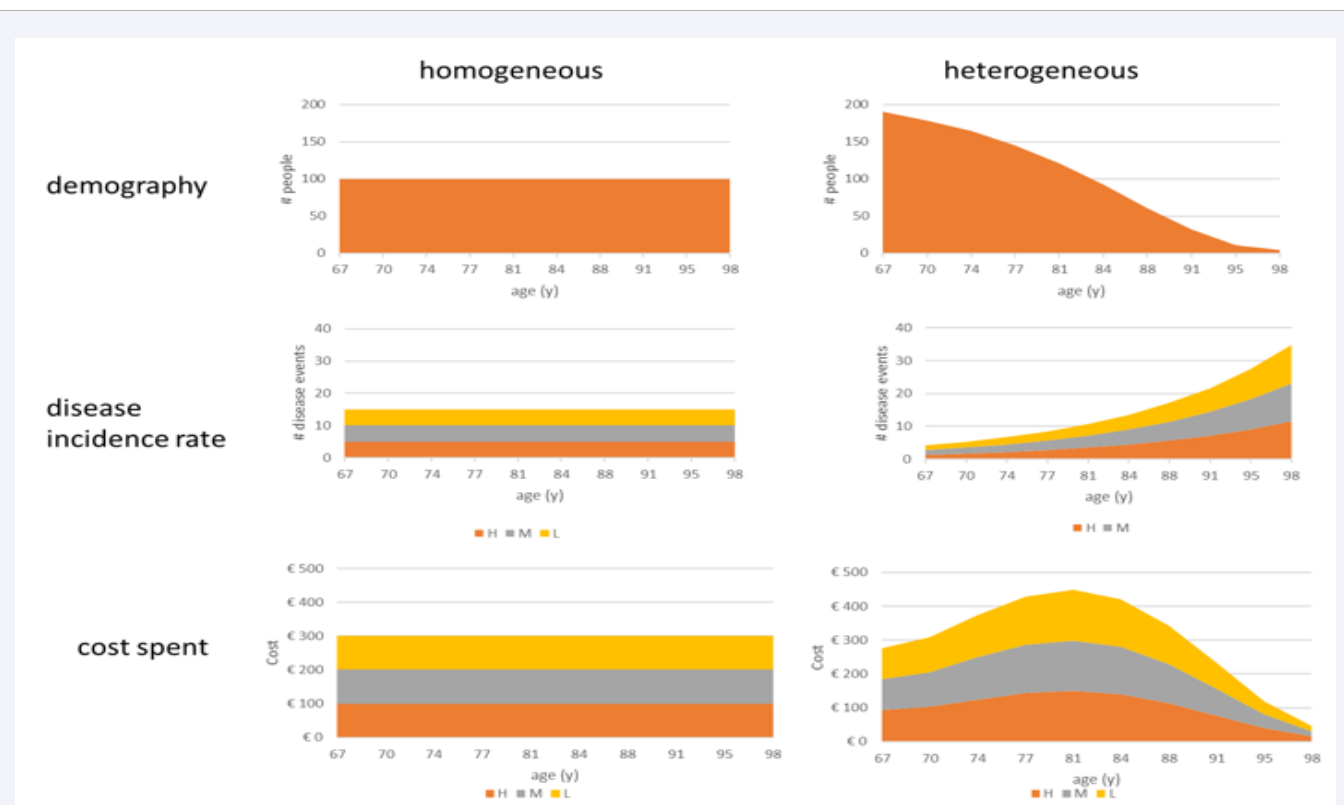 homogeneous
heterogeneous
demography
200
150
100
50
0
# people
67 70 74 77 81 84 88 91 95 98
age (y)
200
150
100
50
0
# people
67 70 74 77 81 84 88 91 95 98
age (y)
disease
incidence rate
40
30
20
10
0
# disease events
67 70 74 77 81 84 88 91 95 98
age (y)
H M L
40
30
20
10
0
# disease events
67 70 74 77 81 84 88 91 95 98
age (y)
H M
cost spent
€ 500
€ 400
€ 300
€ 200
€ 100
€ 0
Cost
67 70 74 77 81 84 88 91 95 98
age (y)
H M L
€ 500
€ 400
€ 300
€ 200
€ 100
€ 0
Cost
67 70 74 77 81 84 88 91 95 98
age (y)
H M L